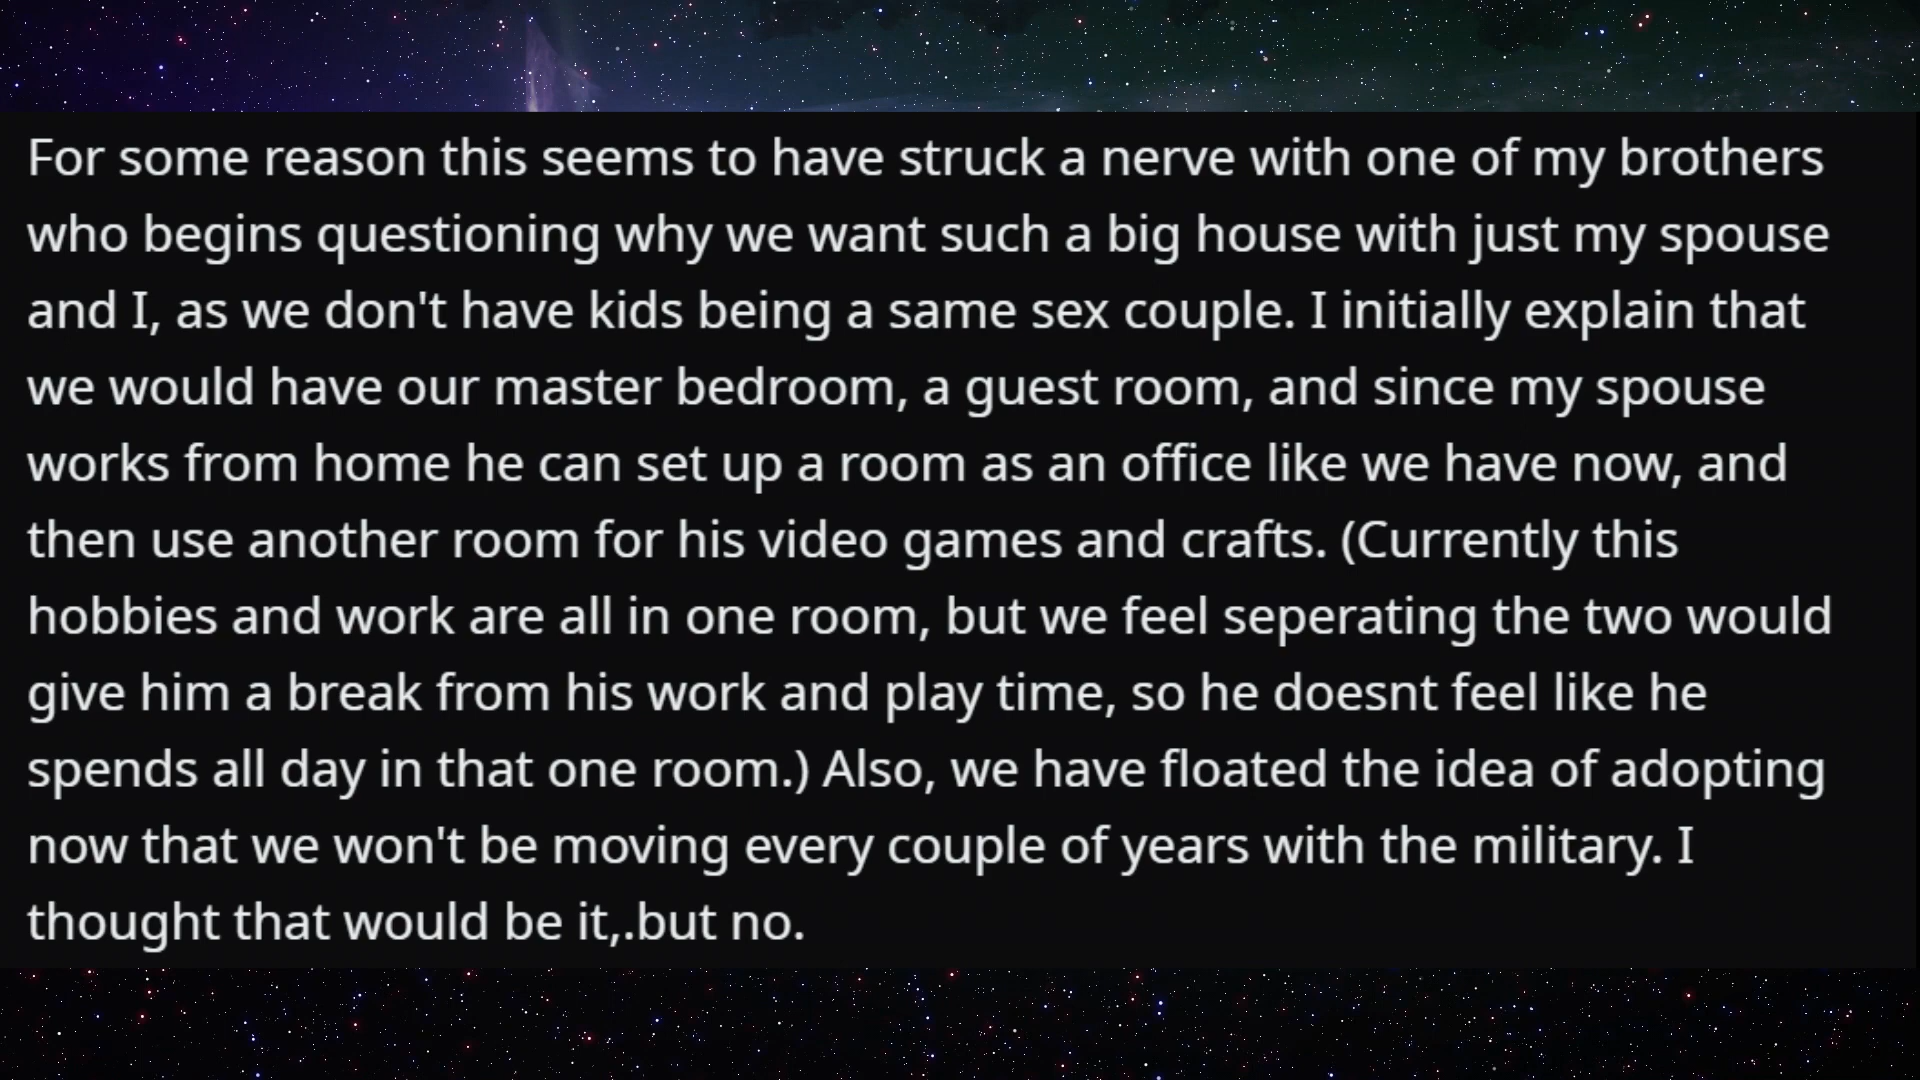 For some reason this seems to have struck a nerve with one of my brothers
who begins questioning why we want such a big house with just my spouse
and I, as we don't have kids being a same sex couple. I initially explain that
we would have our master bedroom, a guest room, and since my spouse
works from home he can set up a room as an office like we have now, and
then use another room for his video games and crafts. (Currently this
hobbies and work are all in one room, but we feel seperating the two would
give him a break from his work and play time, so he doesnt feel like he
spends all day in that one room.) Also, we have floated the idea of adopting
now that we won't be moving every couple of years with the military. I
thought that would be it,.but no.